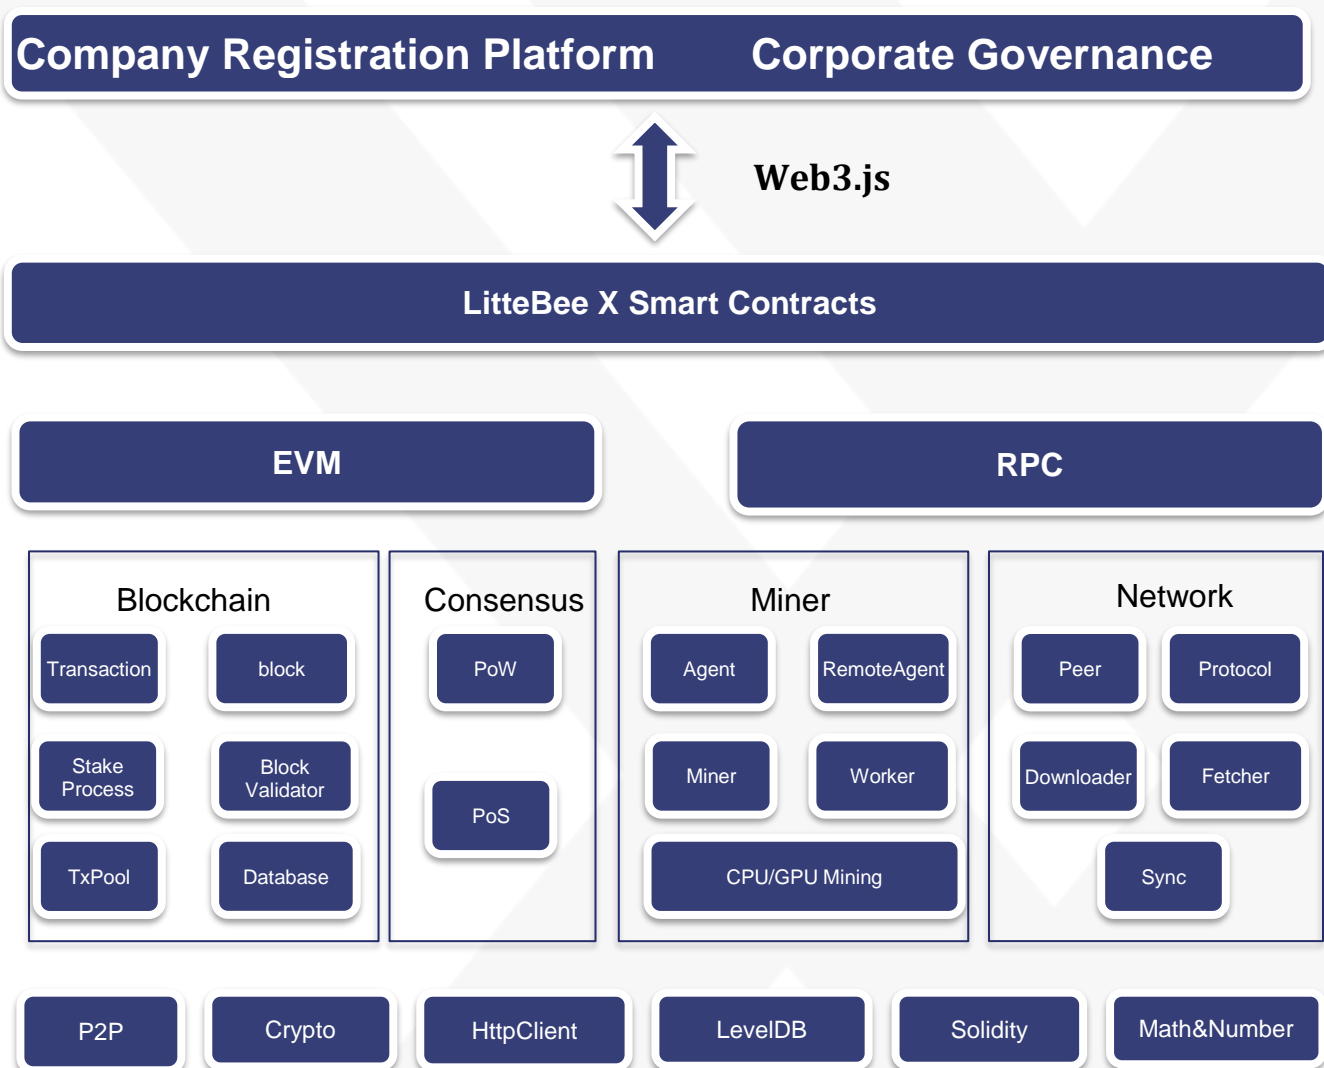 Company Registration Platform Corporate Governance
Web3.js
LitteBee X Smart Contracts
EVM
RPC
Blockchain
Transaction
block
Stake
Process
Block
Validator
TxPool
Database
Consensus
PoW
PoS
Miner
Agent
RemoteAgent
Miner
Worker
CPU/GPU Mining
Network
Peer
Protocol
Downloader
Fetcher
Sync
P2P
Crypto
HttpClient
LevelDB
Solidity
Math&Number